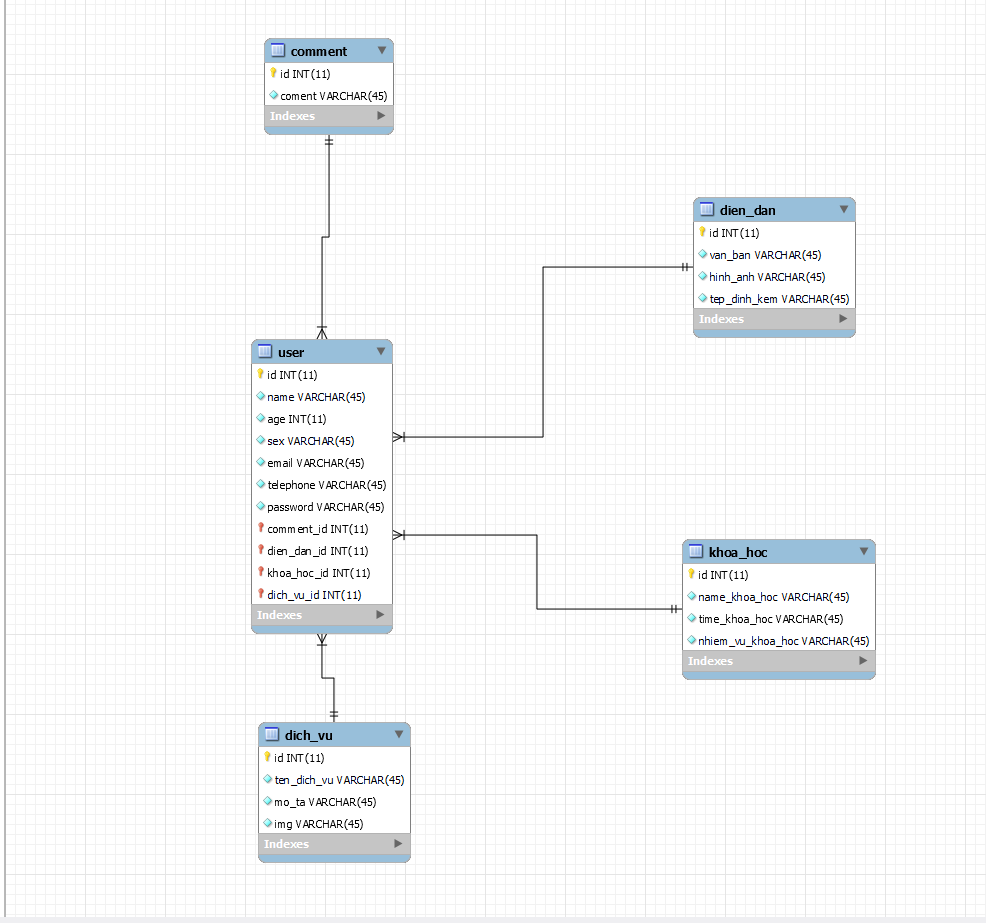 comment
id INT(11)
coment VARCHAR(45)
Indexes
dien_dan
id INT(11)
van_ban VARCHAR(45)
hinh_anh VARCHAR(45)
tep_dinh_kem VARCHAR(45)
Indexes
user
id INT(11)
name VARCHAR(45)
age INT(11)
sex VARCHAR(45)
email VARCHAR(45)
telephone VARCHAR(45)
password VARCHAR(45)
comment_id INT(11)
dien_dan_id INT(11)
khoa_hoc_id INT(11)
dich_vu_id INT(11)
Indexes
khoa_hoc
id INT(11)
name_khoa_hoc VARCHAR(45)
time_khoa_hoc VARCHAR(45)
nhiem_vu_khoa_hoc VARCHAR(45)
Indexes
dich_vu
id INT(11)
ten_dich_vu VARCHAR(45)
mo_ta VARCHAR(45)
img VARCHAR(45)
Indexes